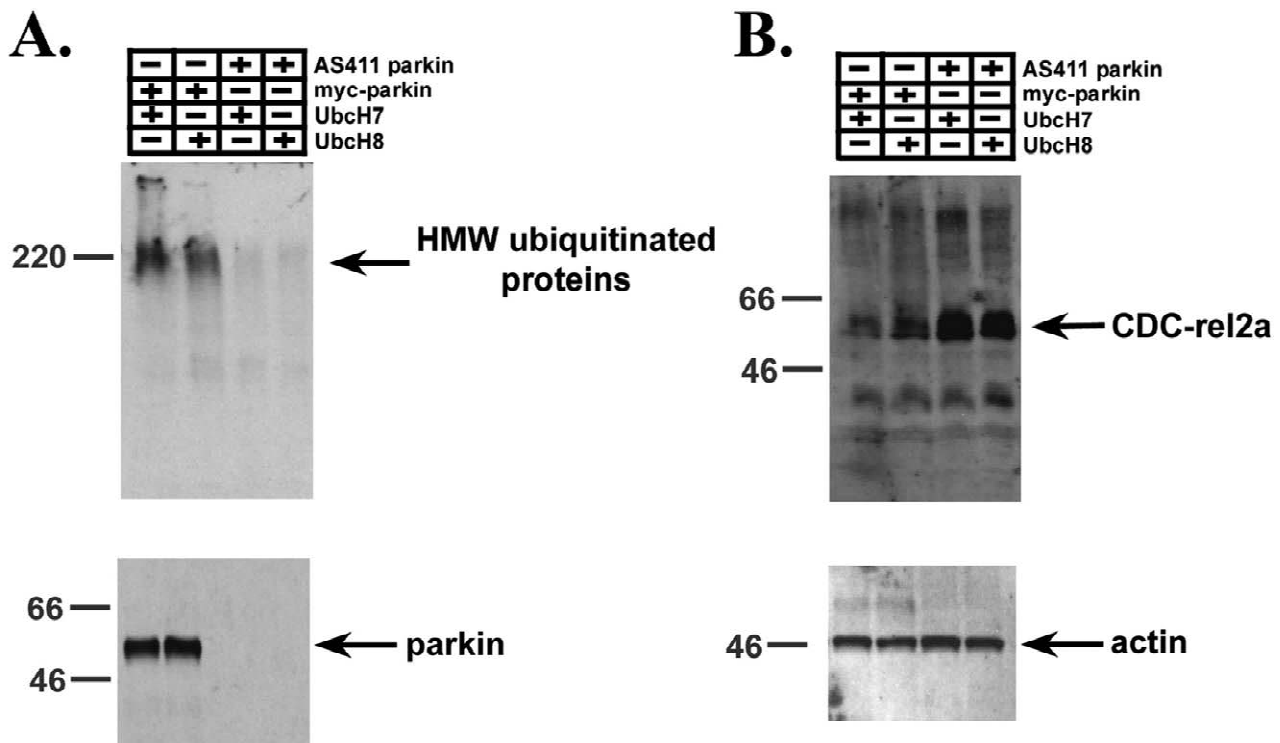 A.
− − + + AS411 parkin
+ + − − myc-parkin
+ − + − UbcH7
− + − + UbcH8
220
HMW ubiquitinated
proteins
66
46
parkin
B.
− − + + AS411 parkin
+ + − − myc-parkin
+ − + − UbcH7
− + − + UbcH8
66
46
CDC-rel2a
46
actin